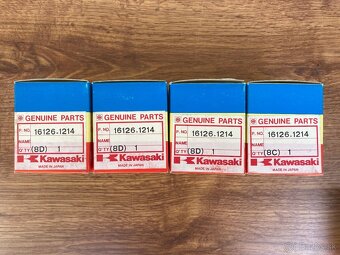 GENUINE PARTS
P. NO. 16126-1214
NAME
Q'TY (8D) 1
Kawasaki
MADE IN JAPAN
GENUINE PARTS
P. NO. 16126-1214
NAME
Q'TY (8D) 1
Kawasaki
MADE IN JAPAN
GENUINE PARTS
P. NO. 16126-1214
NAME
Q'TY (8D) 1
Kawasaki
MADE IN JAPAN
GENUINE PARTS
P. NO. 16126-1214
NAME
Q'TY (8C) 1
Kawasaki
MADE IN JAPAN